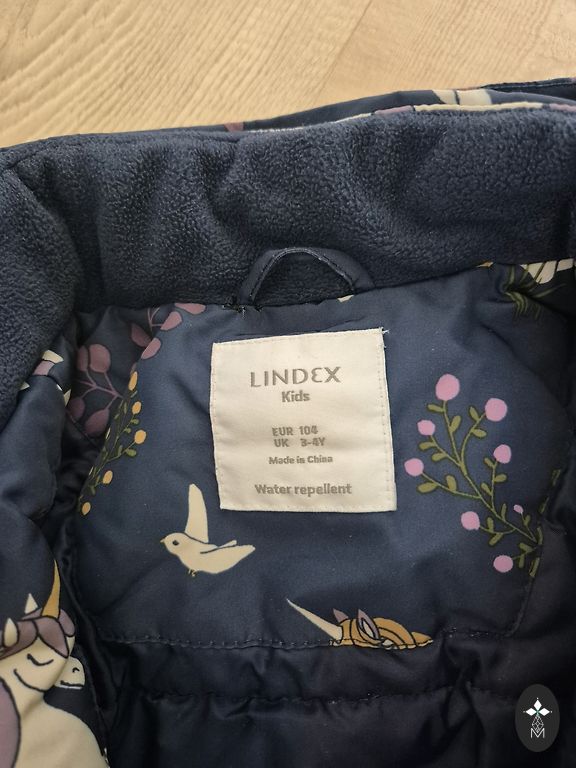 LINDEX
Kids
EUR 104
UK 3-4Y
Made in China
Water repellent
M